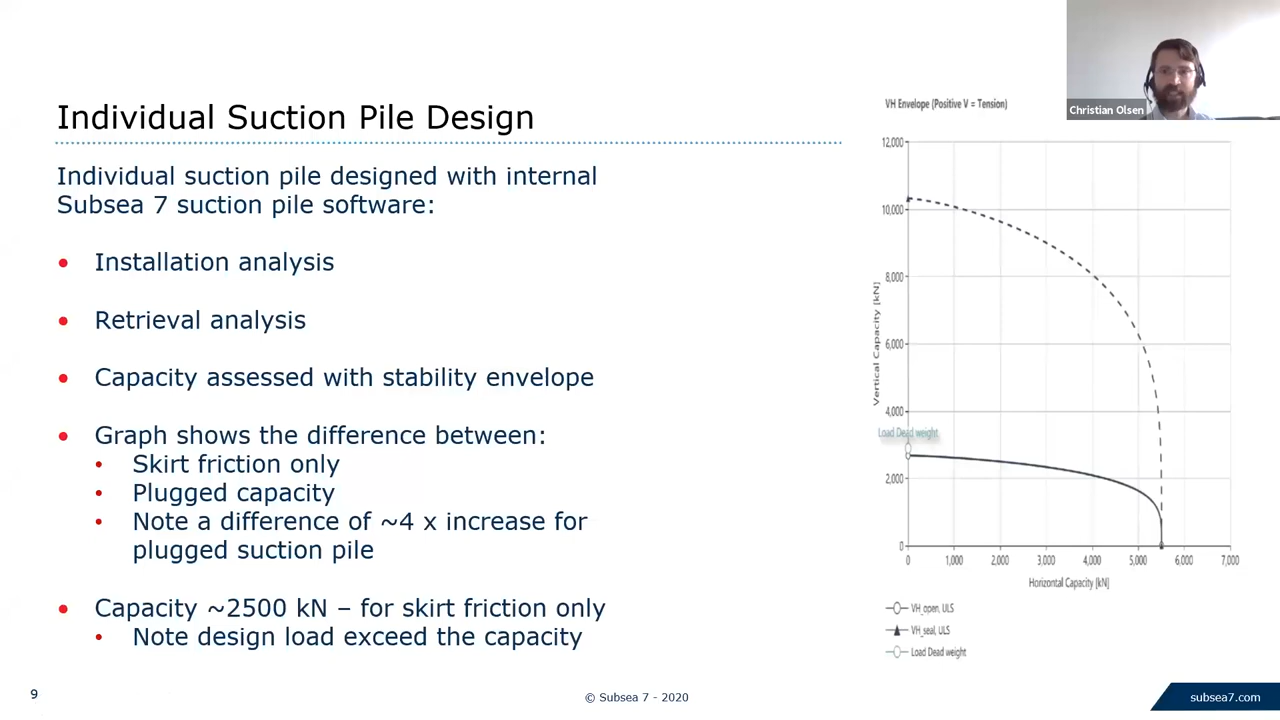 Christian Olsen
Individual Suction Pile Design
Individual suction pile designed with internal
Subsea 7 suction pile software:
• Installation analysis
• Retrieval analysis
• Capacity assessed with stability envelope
• Graph shows the difference between:
• Skirt friction only
• Plugged capacity
• Note a difference of ~4 x increase for
plugged suction pile
• Capacity ~2500 kN – for skirt friction only
• Note design load exceed the capacity
VH Envelope (Positive V = Tension)
Vertical Capacity [kN]
12,000
10,000
8,000
6,000
4,000
Load Dead weight
2,000
0
0 1,000 2,000 3,000 4,000 5,000 6,000 7,000
Horizontal Capacity [kN]
VH_open, ULS
VH_seal, ULS
Load Dead weight
9
© Subsea 7 - 2020
subsea7.com